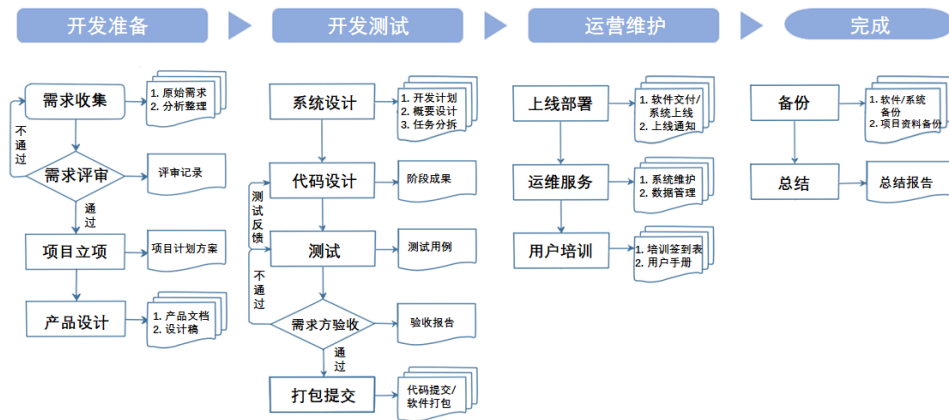 开发准备
开发测试
运营维护
完成
需求收集
1. 原始需求
2. 分析整理
不通过
需求评审
评审记录
通过
项目立项
项目计划方案
产品设计
1. 产品文档
2. 设计稿
系统设计
1. 开发计划
2. 概要设计
3. 任务分拆
代码设计
阶段成果
测试反馈
测试
测试用例
不通过
需求方验收
验收报告
通过
打包提交
代码提交/
软件打包
上线部署
1. 软件交付/
系统上线
2. 上线通知
运维服务
1. 系统维护
2. 数据管理
用户培训
1. 培训签到表
2. 用户手册
备份
1. 软件/系统
备份
2. 项目资料备份
总结
总结报告